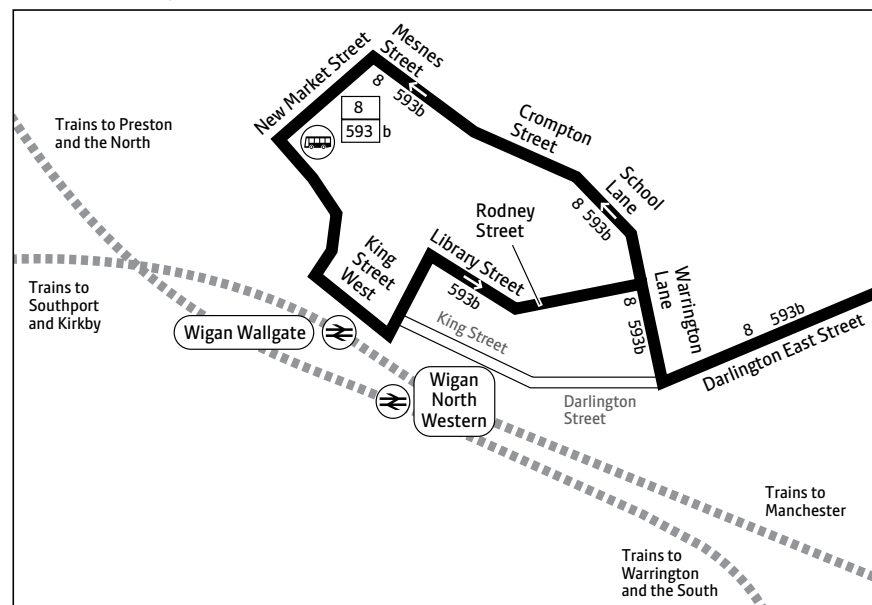 Mesnes
Street
New Market Street
8
593b
8
593 b
Crompton
Street
Trains to Preston
and the North
School
Lane
8 593b
Rodney
Street
King
Street
West
Library Street
593b
Warrington
Lane
8 593b
8 593b
Darlington East Street
Trains to
Southport
and Kirkby
Wigan Wallgate
King Street
Wigan
North
Western
Darlington
Street
Trains to
Manchester
Trains to
Warrington
and the South